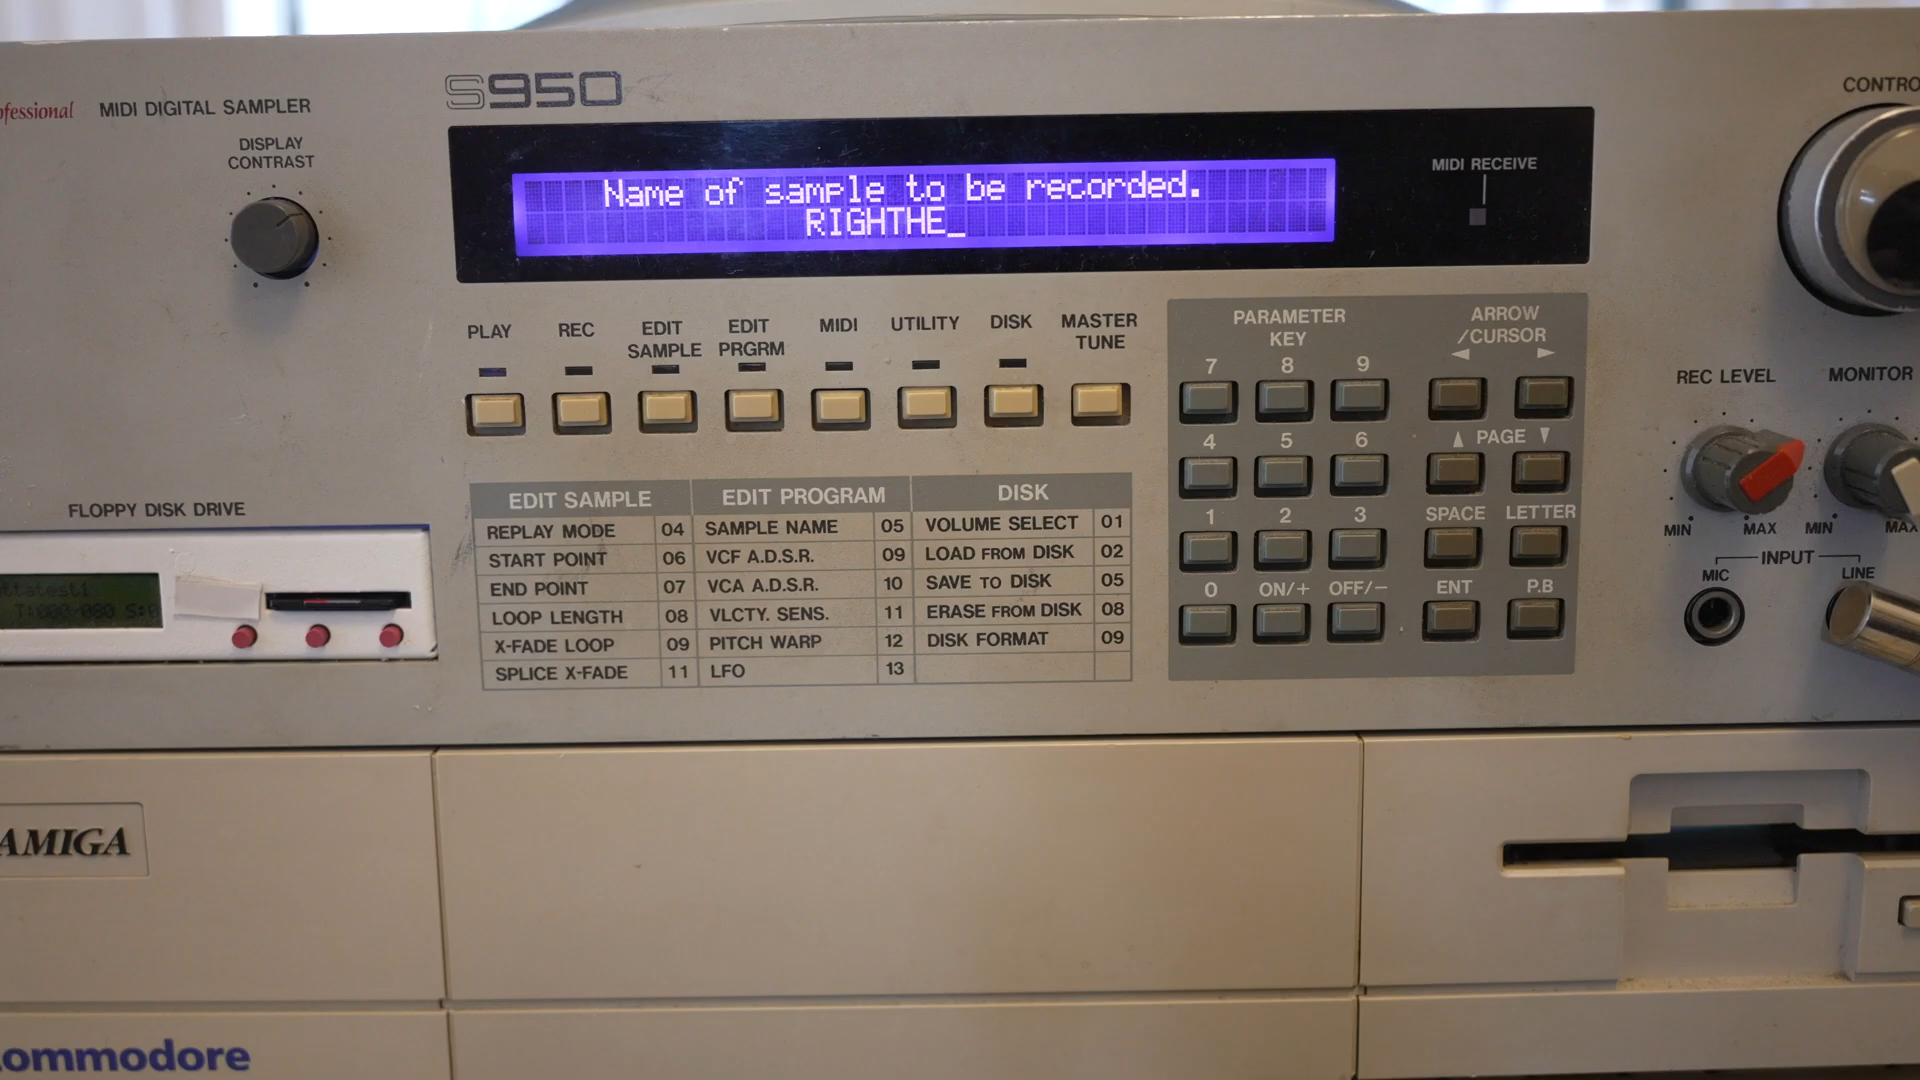 ofessional MIDI DIGITAL SAMPLER
S950
DISPLAY
CONTRAST
Name of sample to be recorded.
RIGHTHE_
MIDI RECEIVE
CONTRO
PLAY
REC
EDIT
SAMPLE
EDIT
PRGRM
MIDI
UTILITY
DISK
MASTER
TUNE
PARAMETER
KEY
ARROW
/CURSOR
◄ ►
7 8 9
4 5 6
▲ PAGE ▼
1 2 3
SPACE LETTER
0 ON/+ OFF/−
ENT P.B
REC LEVEL
MIN MAX
MONITOR
MIN MAX
INPUT
MIC LINE
FLOPPY DISK DRIVE
ttatest1
T:000-080 S:0
EDIT SAMPLE
REPLAY MODE 04
START POINT 06
END POINT 07
LOOP LENGTH 08
X-FADE LOOP 09
SPLICE X-FADE 11
EDIT PROGRAM
SAMPLE NAME 05
VCF A.D.S.R. 09
VCA A.D.S.R. 10
VLCTY. SENS. 11
PITCH WARP 12
LFO 13
DISK
VOLUME SELECT 01
LOAD FROM DISK 02
SAVE TO DISK 05
ERASE FROM DISK 08
DISK FORMAT 09
AMIGA
ommodore